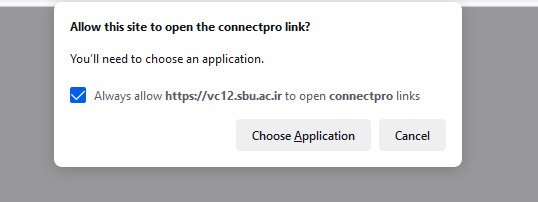 Allow this site to open the connectpro link?
You'll need to choose an application.
Always allow https://vc12.sbu.ac.ir to open connectpro links
Choose Application
Cancel